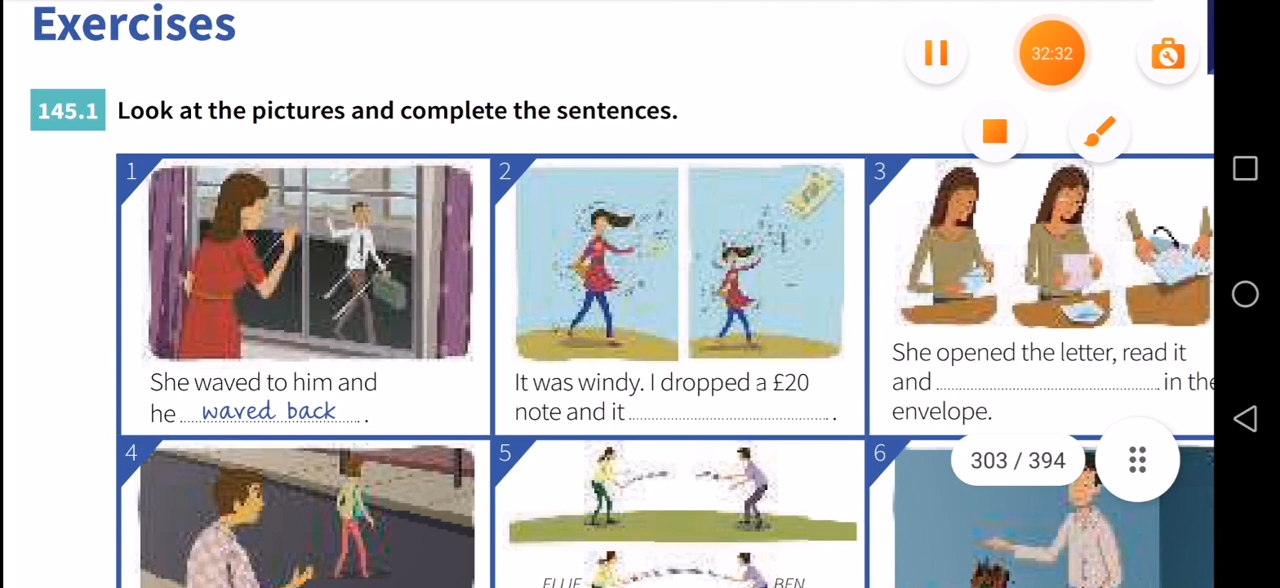 Exercises
32:32
145.1 Look at the pictures and complete the sentences.
1
2
3
She waved to him and
he waved back .
It was windy. I dropped a £20
note and it .
She opened the letter, read it
and in the
envelope.
4
5
6
303 / 394
ELLIE
BEN